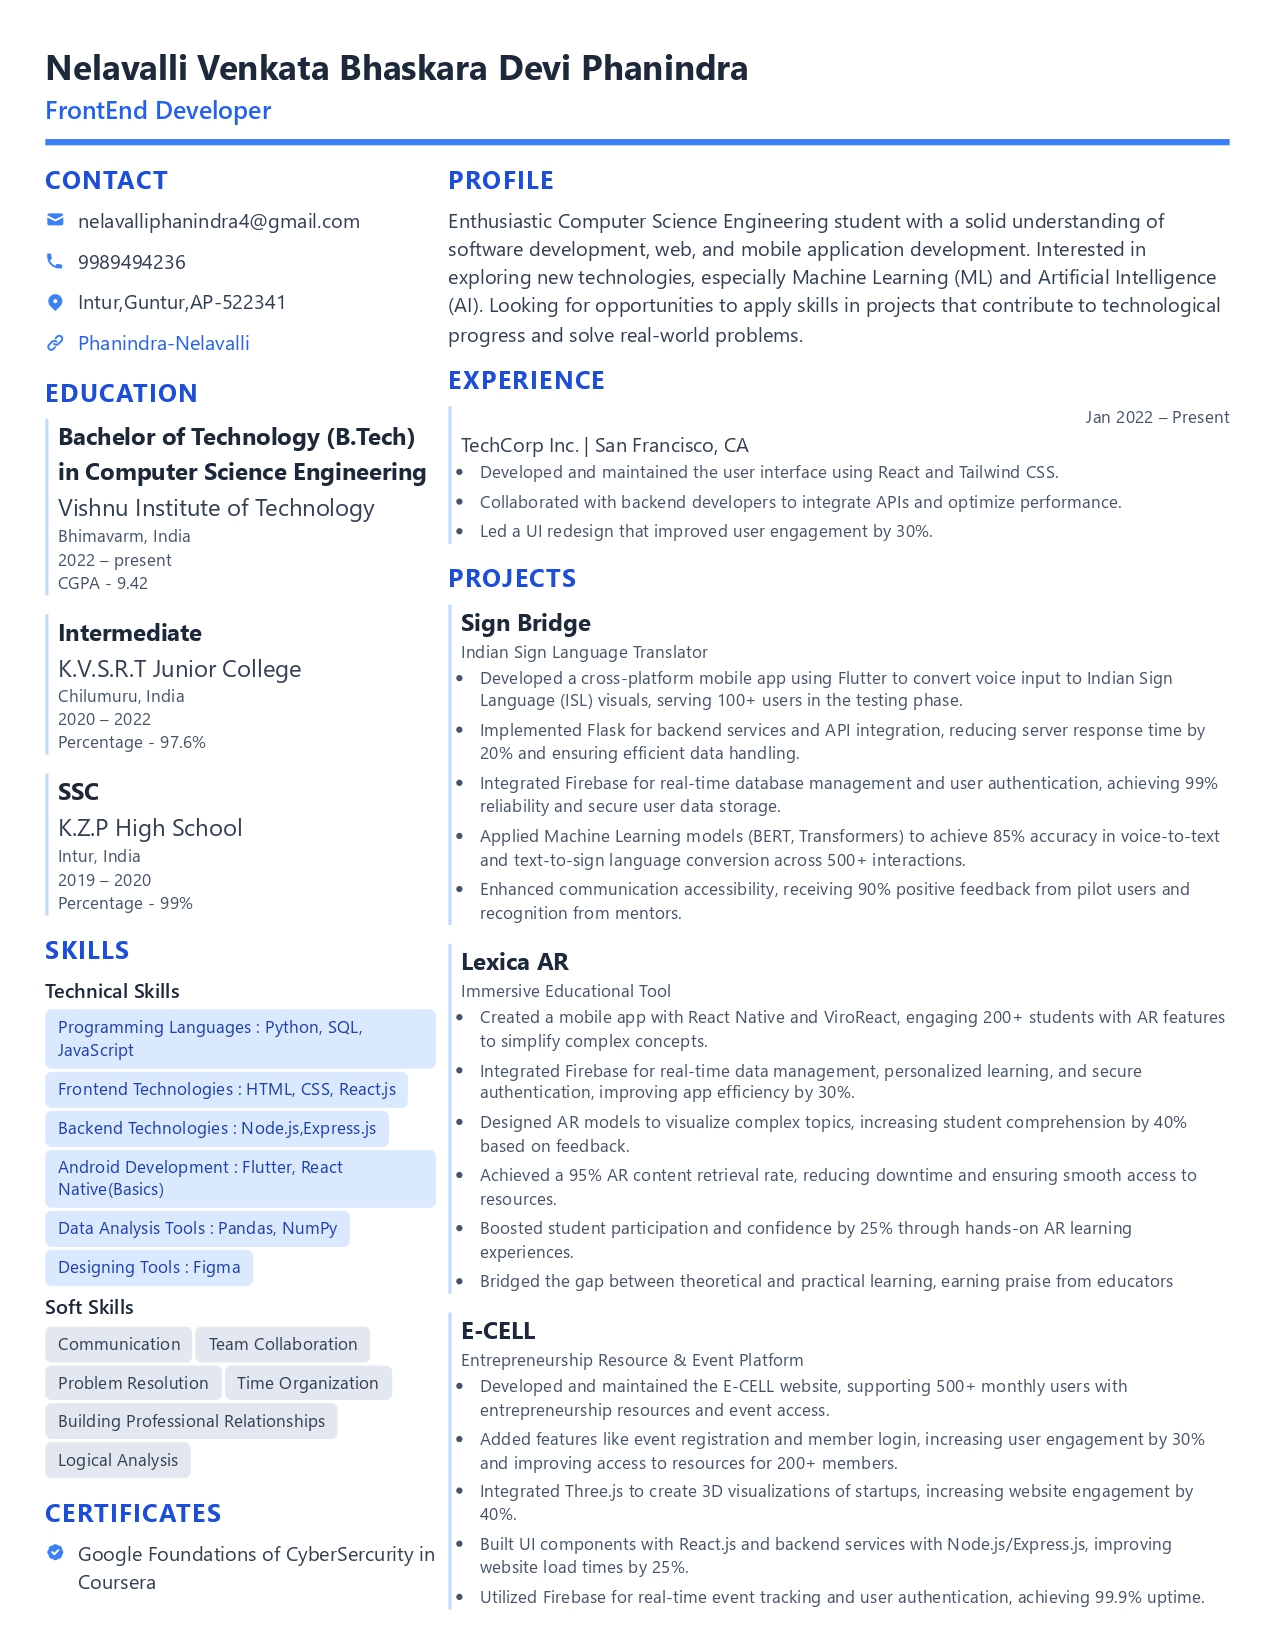 Nelavalli Venkata Bhaskara Devi Phanindra
FrontEnd Developer
CONTACT
nelavalliphanindra4@gmail.com
9989494236
Intur,Guntur,AP-522341
Phanindra-Nelavalli
EDUCATION
Bachelor of Technology (B.Tech)
in Computer Science Engineering
Vishnu Institute of Technology
Bhimavarm, India
2022 – present
CGPA - 9.42
Intermediate
K.V.S.R.T Junior College
Chilumuru, India
2020 – 2022
Percentage - 97.6%
SSC
K.Z.P High School
Intur, India
2019 – 2020
Percentage - 99%
SKILLS
Technical Skills
Programming Languages : Python, SQL,
JavaScript
Frontend Technologies : HTML, CSS, React.js
Backend Technologies : Node.js,Express.js
Android Development : Flutter, React
Native(Basics)
Data Analysis Tools : Pandas, NumPy
Designing Tools : Figma
Soft Skills
Communication
Team Collaboration
Problem Resolution
Time Organization
Building Professional Relationships
Logical Analysis
CERTIFICATES
Google Foundations of CyberSercurity in
Coursera
PROFILE
Enthusiastic Computer Science Engineering student with a solid understanding of
software development, web, and mobile application development. Interested in
exploring new technologies, especially Machine Learning (ML) and Artificial Intelligence
(AI). Looking for opportunities to apply skills in projects that contribute to technological
progress and solve real-world problems.
EXPERIENCE
Jan 2022 – Present
TechCorp Inc. | San Francisco, CA
• Developed and maintained the user interface using React and Tailwind CSS.
• Collaborated with backend developers to integrate APIs and optimize performance.
• Led a UI redesign that improved user engagement by 30%.
PROJECTS
Sign Bridge
Indian Sign Language Translator
• Developed a cross-platform mobile app using Flutter to convert voice input to Indian Sign
Language (ISL) visuals, serving 100+ users in the testing phase.
• Implemented Flask for backend services and API integration, reducing server response time by
20% and ensuring efficient data handling.
• Integrated Firebase for real-time database management and user authentication, achieving 99%
reliability and secure user data storage.
• Applied Machine Learning models (BERT, Transformers) to achieve 85% accuracy in voice-to-text
and text-to-sign language conversion across 500+ interactions.
• Enhanced communication accessibility, receiving 90% positive feedback from pilot users and
recognition from mentors.
Lexica AR
Immersive Educational Tool
• Created a mobile app with React Native and ViroReact, engaging 200+ students with AR features
to simplify complex concepts.
• Integrated Firebase for real-time data management, personalized learning, and secure
authentication, improving app efficiency by 30%.
• Designed AR models to visualize complex topics, increasing student comprehension by 40%
based on feedback.
• Achieved a 95% AR content retrieval rate, reducing downtime and ensuring smooth access to
resources.
• Boosted student participation and confidence by 25% through hands-on AR learning
experiences.
• Bridged the gap between theoretical and practical learning, earning praise from educators
E-CELL
Entrepreneurship Resource & Event Platform
• Developed and maintained the E-CELL website, supporting 500+ monthly users with
entrepreneurship resources and event access.
• Added features like event registration and member login, increasing user engagement by 30%
and improving access to resources for 200+ members.
• Integrated Three.js to create 3D visualizations of startups, increasing website engagement by
40%.
• Built UI components with React.js and backend services with Node.js/Express.js, improving
website load times by 25%.
• Utilized Firebase for real-time event tracking and user authentication, achieving 99.9% uptime.